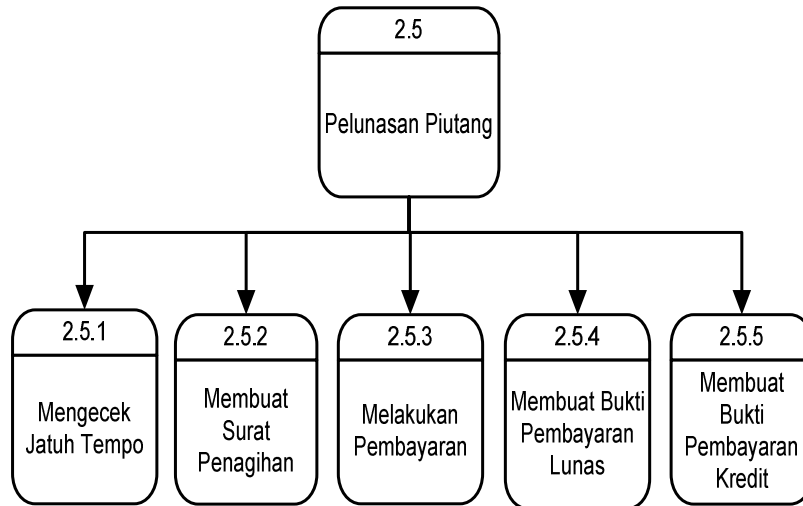 2.5
Pelunasan Piutang
2.5.1
Mengecek
Jatuh Tempo
2.5.2
Membuat
Surat
Penagihan
2.5.3
Melakukan
Pembayaran
2.5.4
Membuat Bukti
Pembayaran
Lunas
2.5.5
Membuat
Bukti
Pembayaran
Kredit